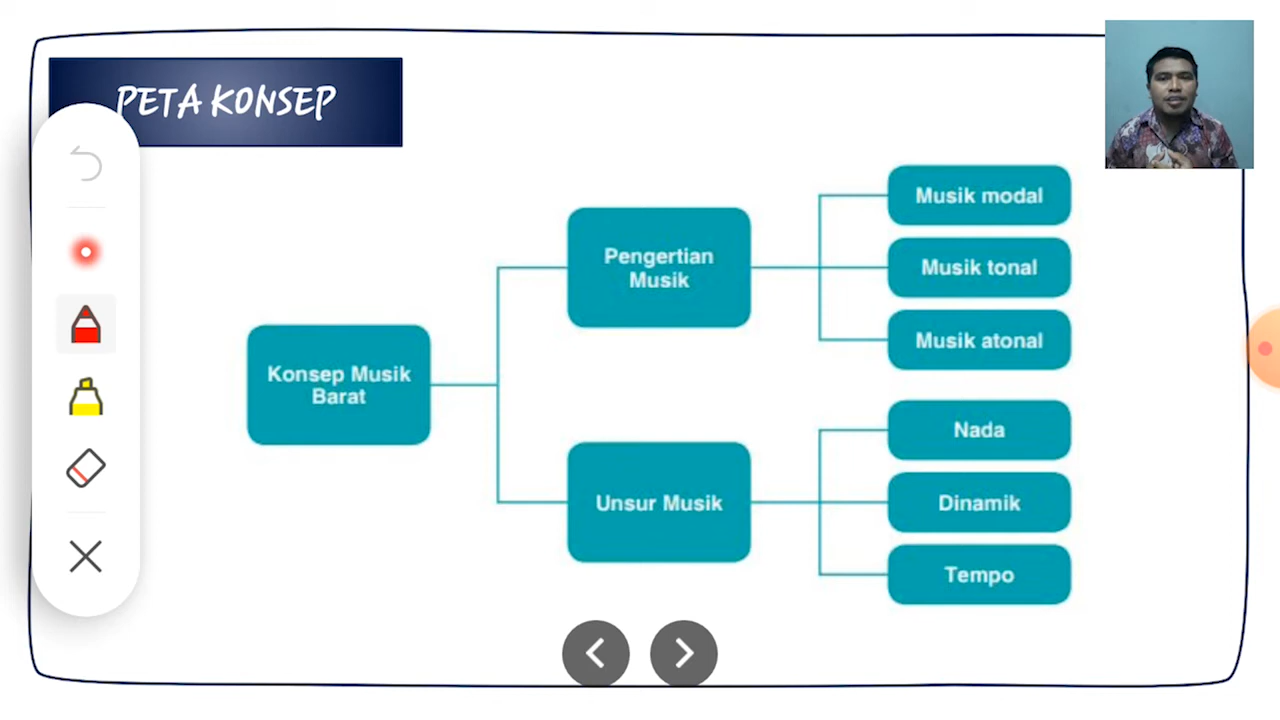 PETA KONSEP
Konsep Musik
Barat
Pengertian
Musik
Musik modal
Musik tonal
Musik atonal
Unsur Musik
Nada
Dinamik
Tempo